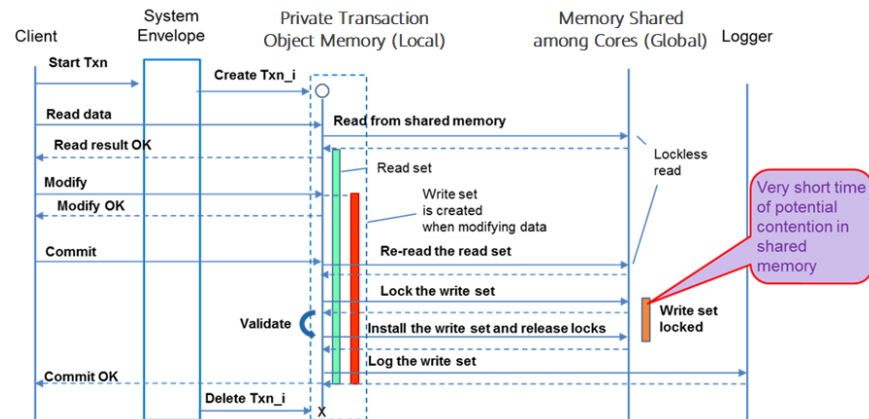 Client
System
Envelope
Private Transaction
Object Memory (Local)
Memory Shared
among Cores (Global)
Logger
Start Txn
Create Txn_i
Read data
Read from shared memory
Read result OK
Read set
Lockless
read
Modify
Write set
is created
when modifying data
Modify OK
Very short time
of potential
contention in
shared
memory
Commit
Re-read the read set
Lock the write set
Write set
locked
Validate
Install the write set and release locks
Log the write set
Commit OK
Delete Txn_i
X